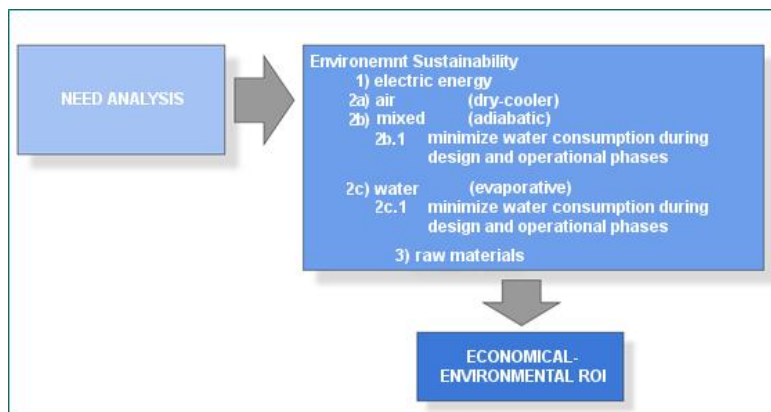 NEED ANALYSIS
Environemnt Sustainability
1) electric energy
2a) air (dry-cooler)
2b) mixed (adiabatic)
2b.1 minimize water consumption during
design and operational phases
2c) water (evaporative)
2c.1 minimize water consumption during
design and operational phases
3) raw materials
ECONOMICAL-
ENVIRONMENTAL ROI